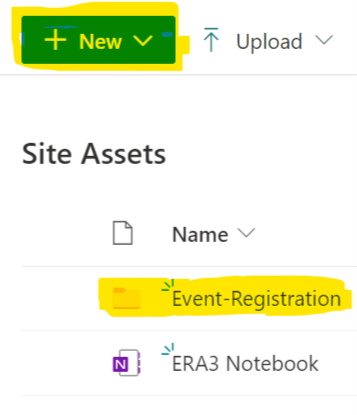 + New Upload
Site Assets
Name
Event-Registration
N ERA3 Notebook